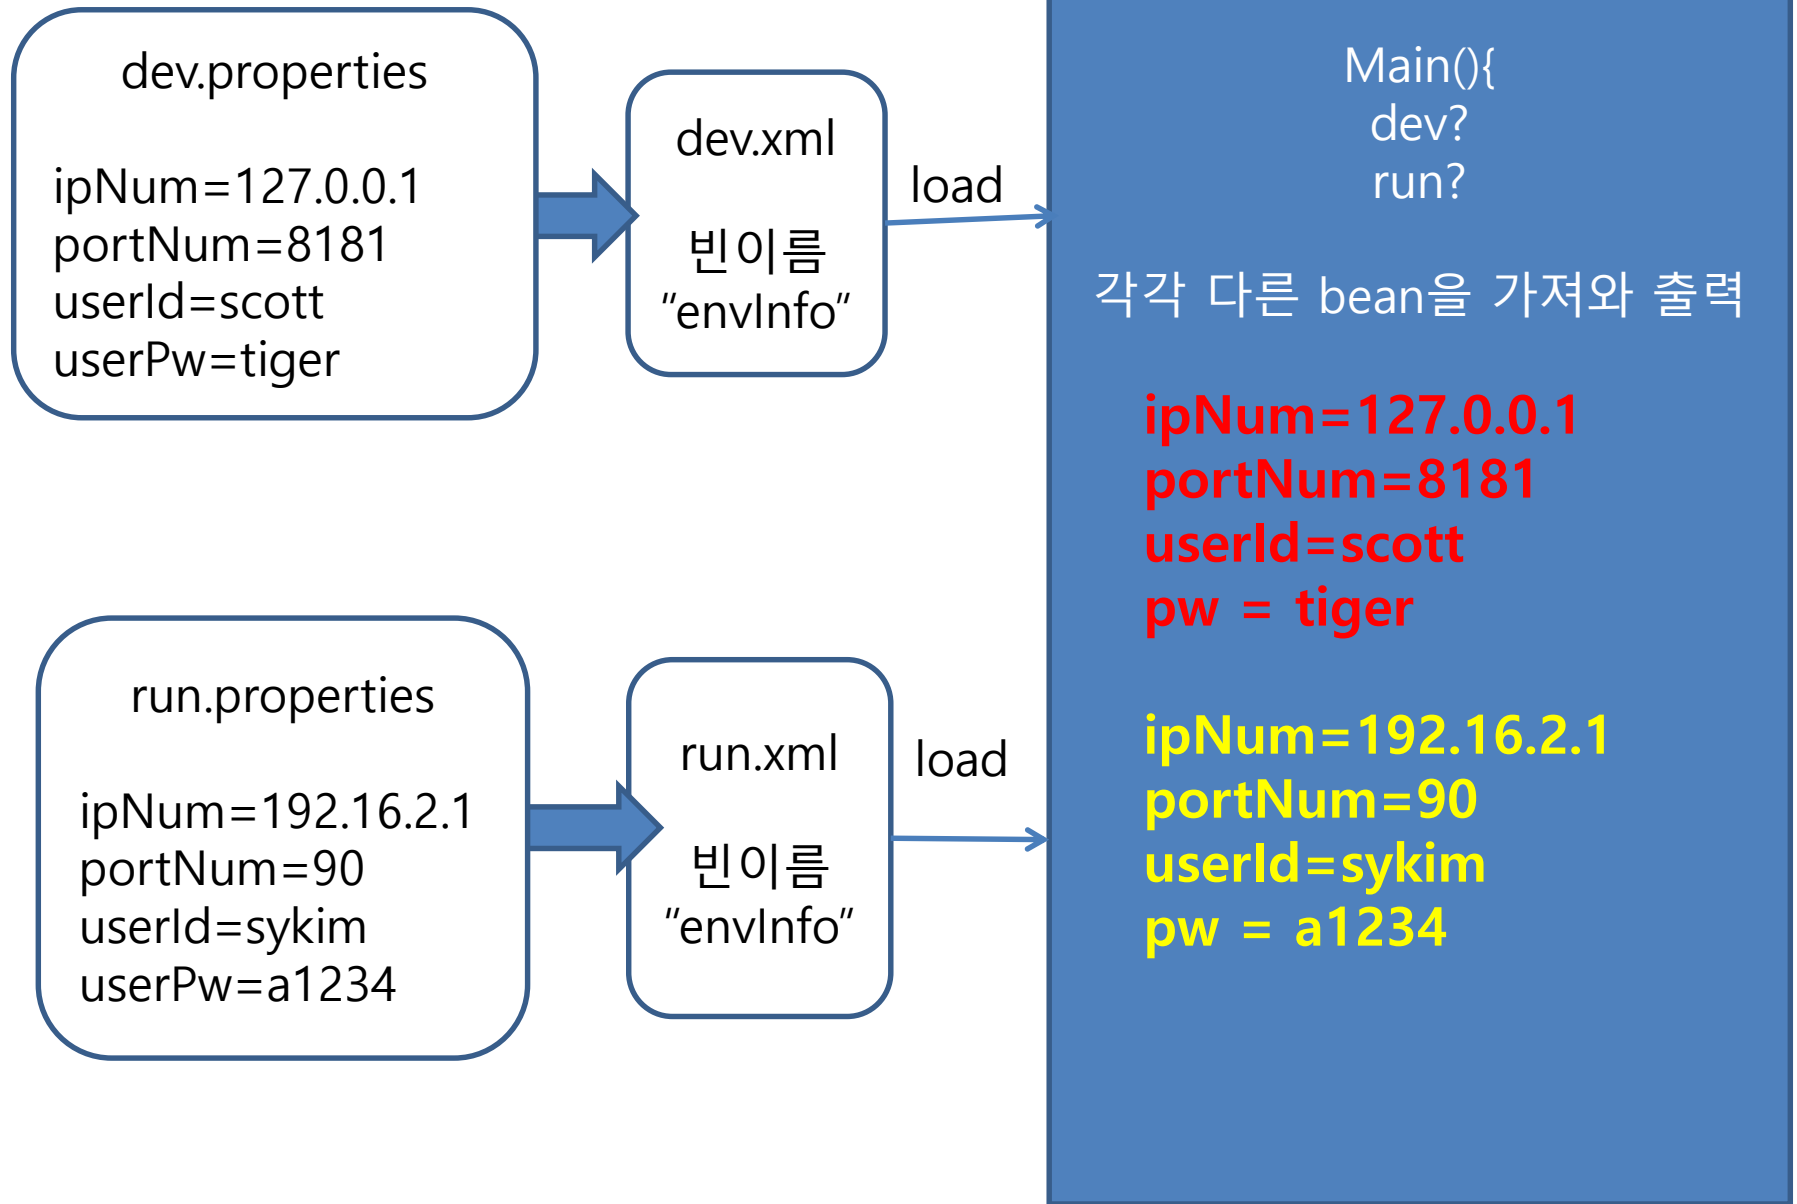 dev.properties
ipNum=127.0.0.1
portNum=8181
userId=scott
userPw=tiger
dev.xml
빈이름
"envInfo"
load
run.properties
ipNum=192.16.2.1
portNum=90
userId=sykim
userPw=a1234
run.xml
빈이름
"envInfo"
load
Main(){
dev?
run?
각각 다른 bean을 가져와 출력
ipNum=127.0.0.1
portNum=8181
userId=scott
pw = tiger
ipNum=192.16.2.1
portNum=90
userId=sykim
pw = a1234